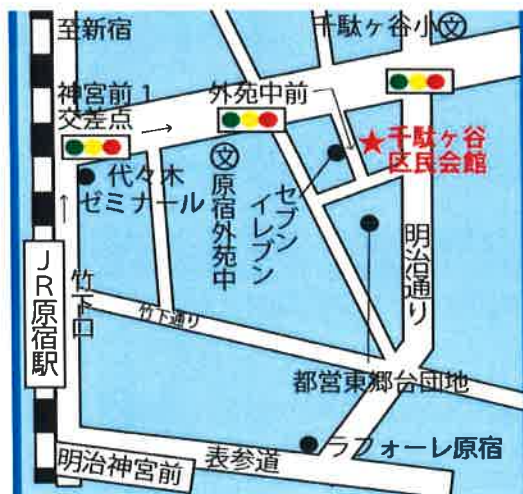 至新宿
千駄ヶ谷小文
神宮前1
交差点
外苑中前
千駄ヶ谷
区民会館
代々木
ゼミナール
文
原宿外苑中
セブン
イレブン
明治通り
JR原宿駅
竹下口
竹下通り
都営東郷台団地
ラフォーレ原宿
表参道
明治神宮前